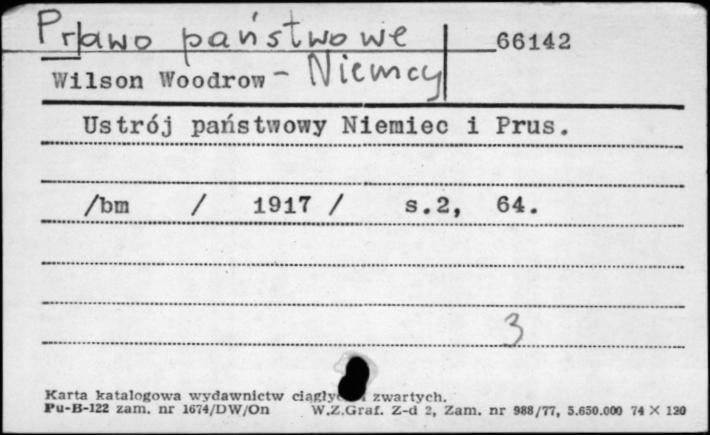 Prawo państwowe 66142
Wilson Woodrow - Niemcy
Ustrój państwowy Niemiec i Prus.
/bm / 1917 / s.2, 64.
3
Karta katalogowa wydawnictw i zwartych.
Pu-B-122 zam. nr 1674/DW/On W.Z.Graf. Z-d 2, Zam. nr 988/77, 5.650.000 74 × 120